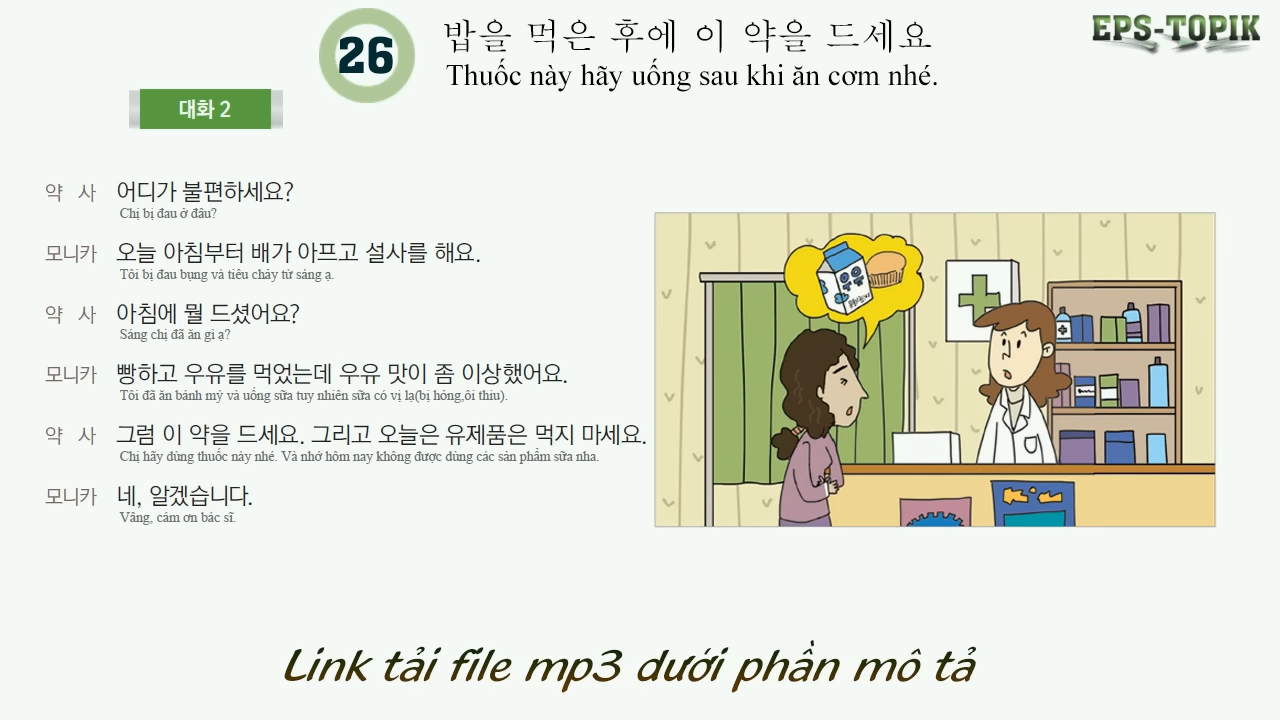 26
밥을 먹은 후에 이 약을 드세요
Thuốc này hãy uống sau khi ăn cơm nhé.
EPS-TOPIK
대화 2
약 사 어디가 불편하세요?
Chị bị đau ở đâu?
모니카 오늘 아침부터 배가 아프고 설사를 해요.
Tôi bị đau bụng và tiêu chảy từ sáng ạ.
약 사 아침에 뭘 드셨어요?
Sáng chị đã ăn gì ạ?
모니카 빵하고 우유를 먹었는데 우유 맛이 좀 이상했어요.
Tôi đã ăn bánh mỳ và uống sữa tuy nhiên sữa có vị lạ(bị hỏng,ôi thiu).
약 사 그럼 이 약을 드세요. 그리고 오늘은 유제품은 먹지 마세요.
Chị hãy dùng thuốc này nhé. Và nhớ hôm nay không được dùng các sản phẩm sữa nha.
모니카 네, 알겠습니다.
Vâng, cám ơn bác sĩ.
우유
Link tải file mp3 dưới phần mô tả